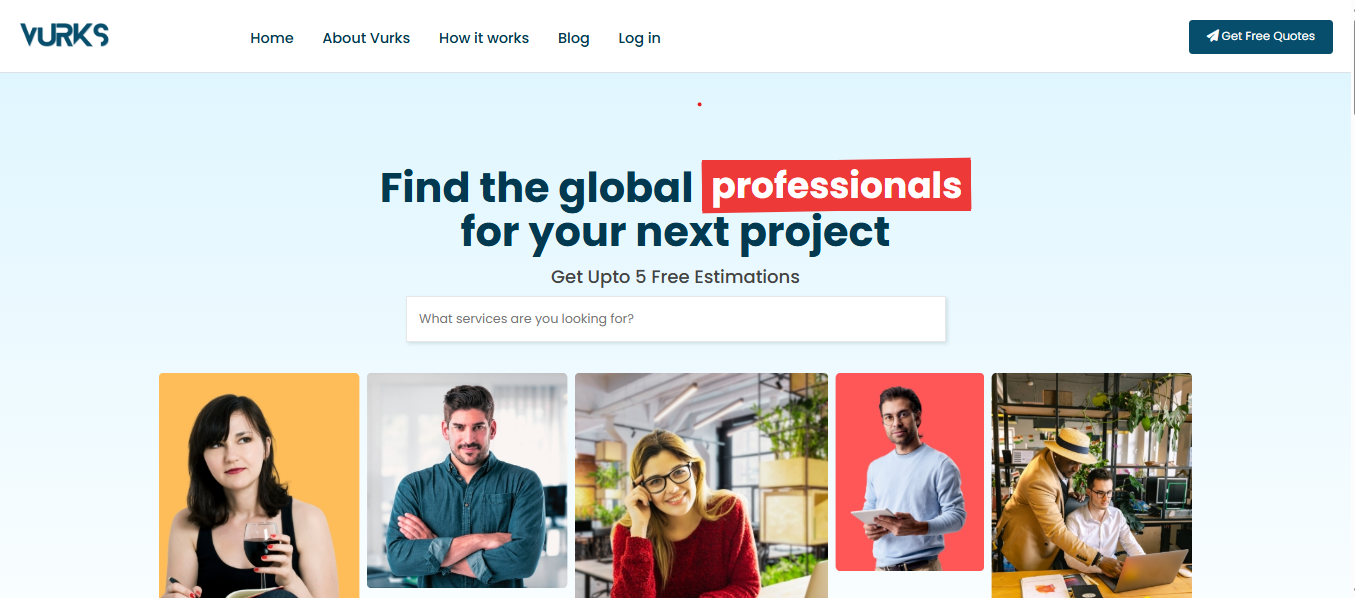 VURKS
Home About Vurks How it works Blog Log in
Get Free Quotes
Find the global professionals
for your next project
Get Upto 5 Free Estimations
What services are you looking for?